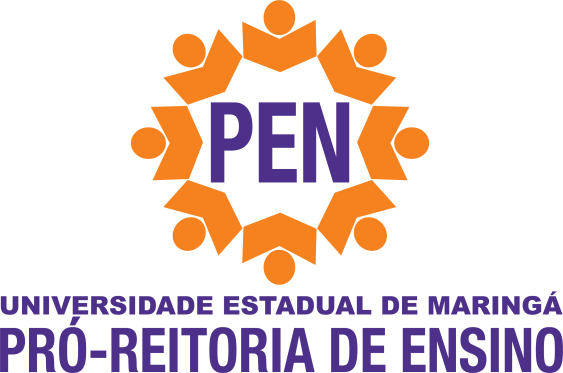 PEN
UNIVERSIDADE ESTADUAL DE MARINGÁ
PRÓ-REITORIA DE ENSINO